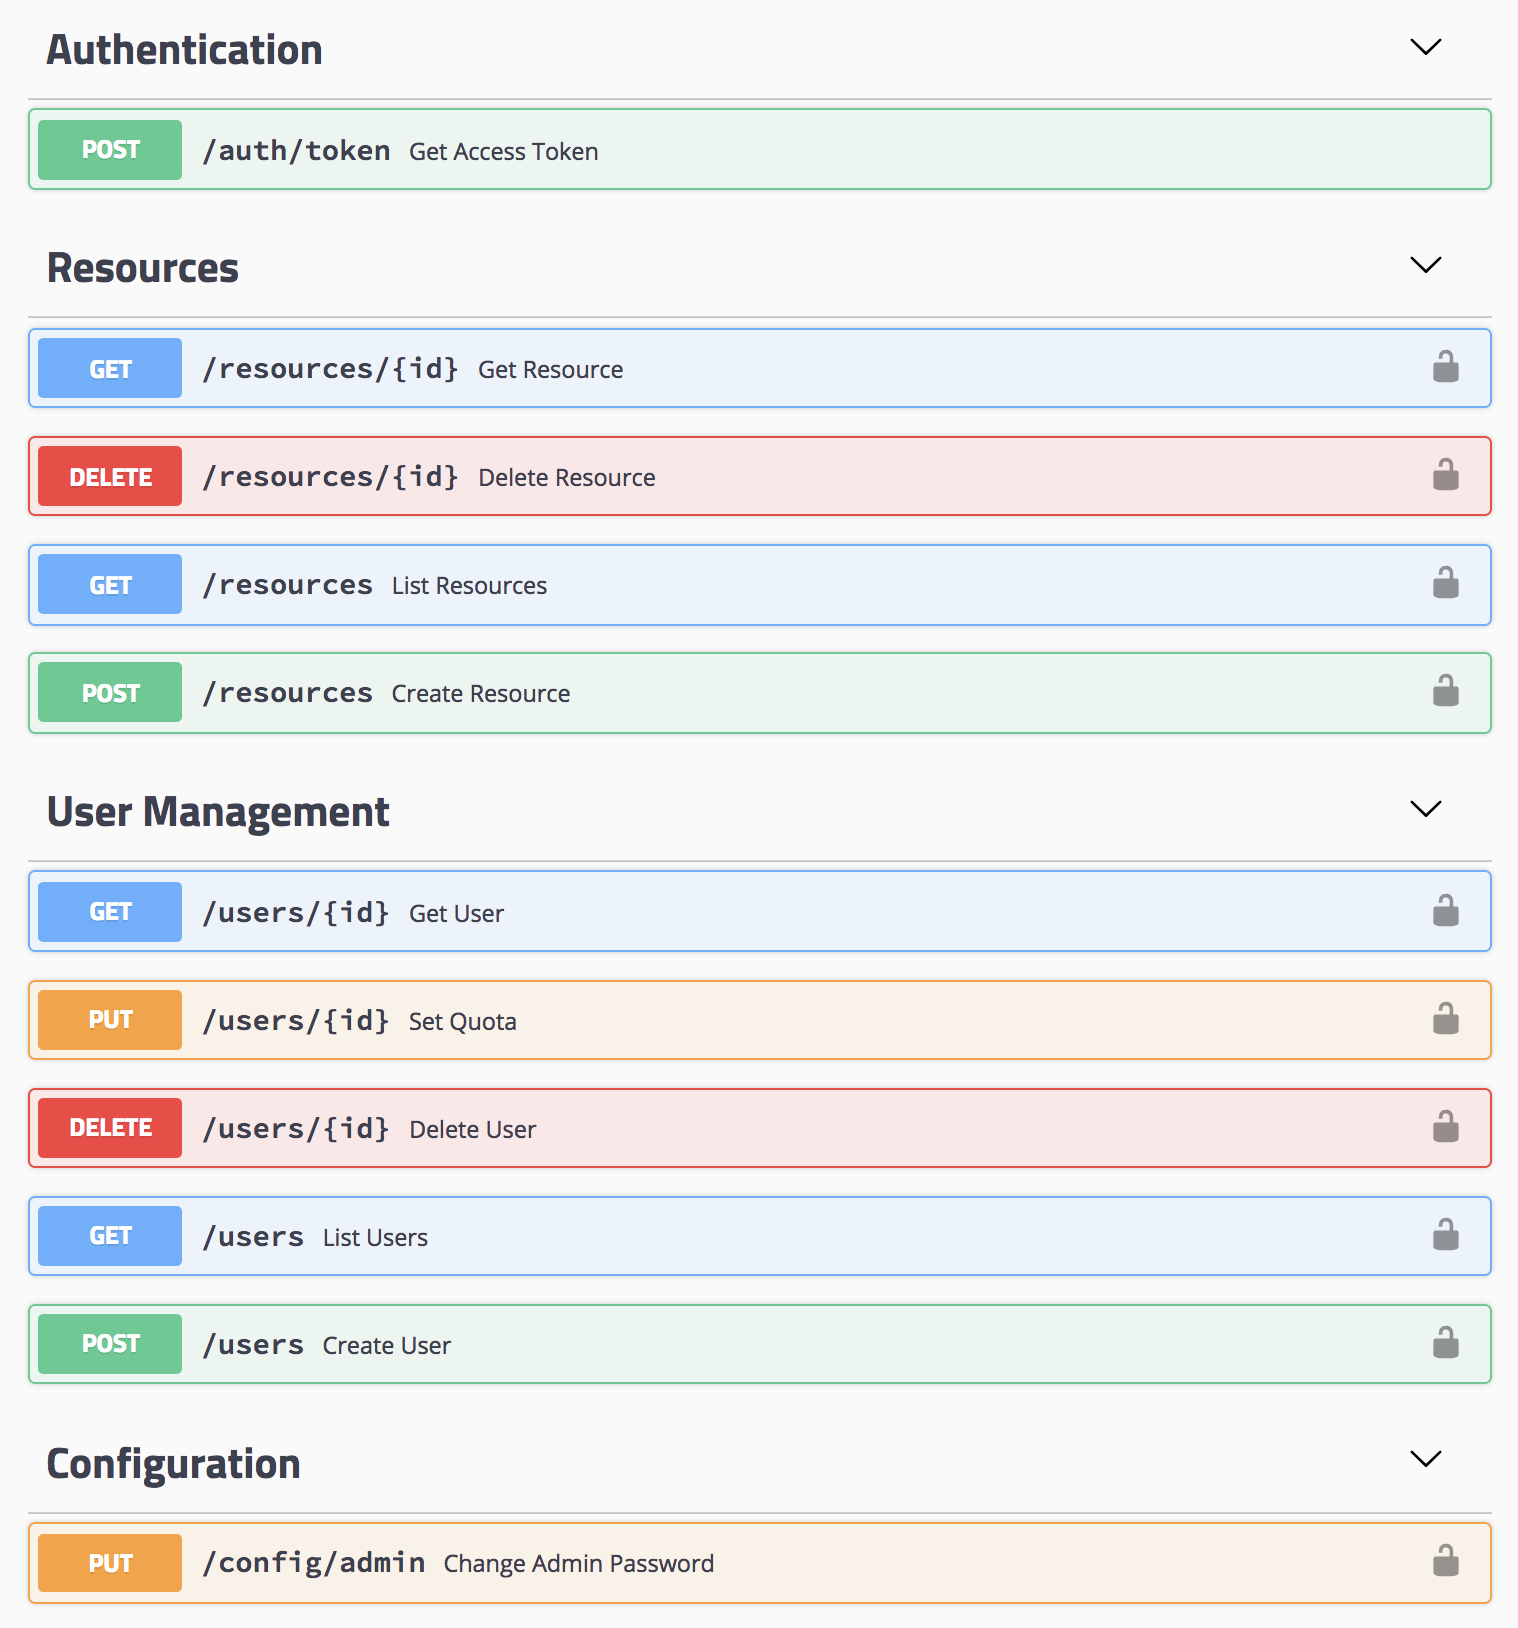 Authentication
POST /auth/token Get Access Token
Resources
GET /resources/{id} Get Resource
DELETE /resources/{id} Delete Resource
GET /resources List Resources
POST /resources Create Resource
User Management
GET /users/{id} Get User
PUT /users/{id} Set Quota
DELETE /users/{id} Delete User
GET /users List Users
POST /users Create User
Configuration
PUT /config/admin Change Admin Password